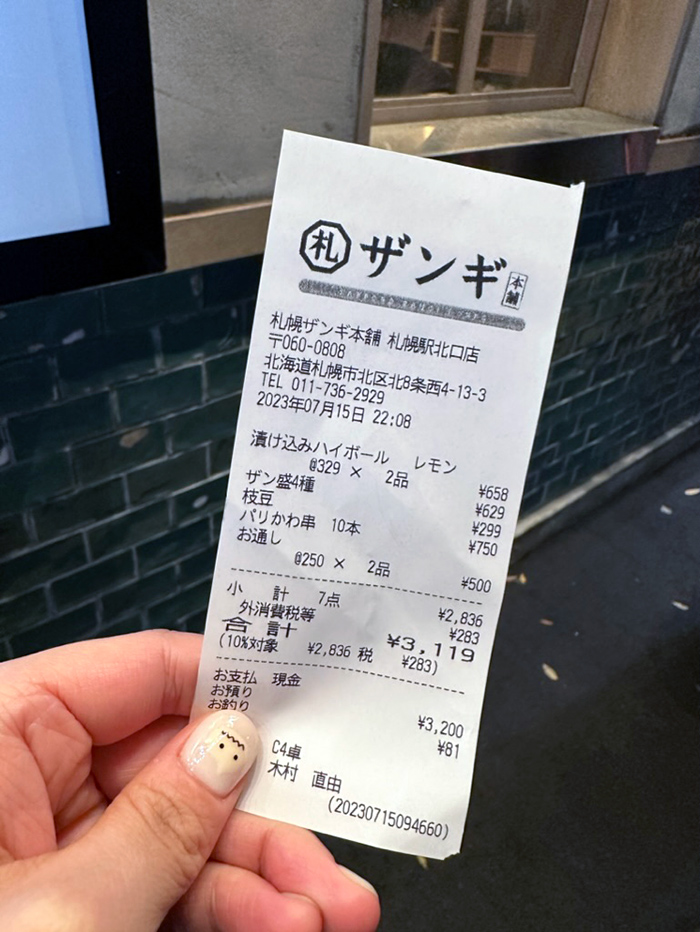 札 ザンギ 本舗
札幌ザンギ本舗 札幌駅北口店
〒060-0808
北海道札幌市北区北8条西4-13-3
TEL 011-736-2929
2023年07月15日 22:08
漬け込みハイボール レモン
@329 × 2品 ¥658
ザン盛4種 ¥629
枝豆 ¥299
パリかわ串 10本 ¥750
お通し
@250 × 2品 ¥500
小 計 7点 ¥2,836
外消費税等 ¥283
合 計 ¥3,119
(10%対象 ¥2,836 税 ¥283)
お支払 現金
お預り ¥3,200
お釣り ¥81
C4卓
木村 直由
(20230715094660)